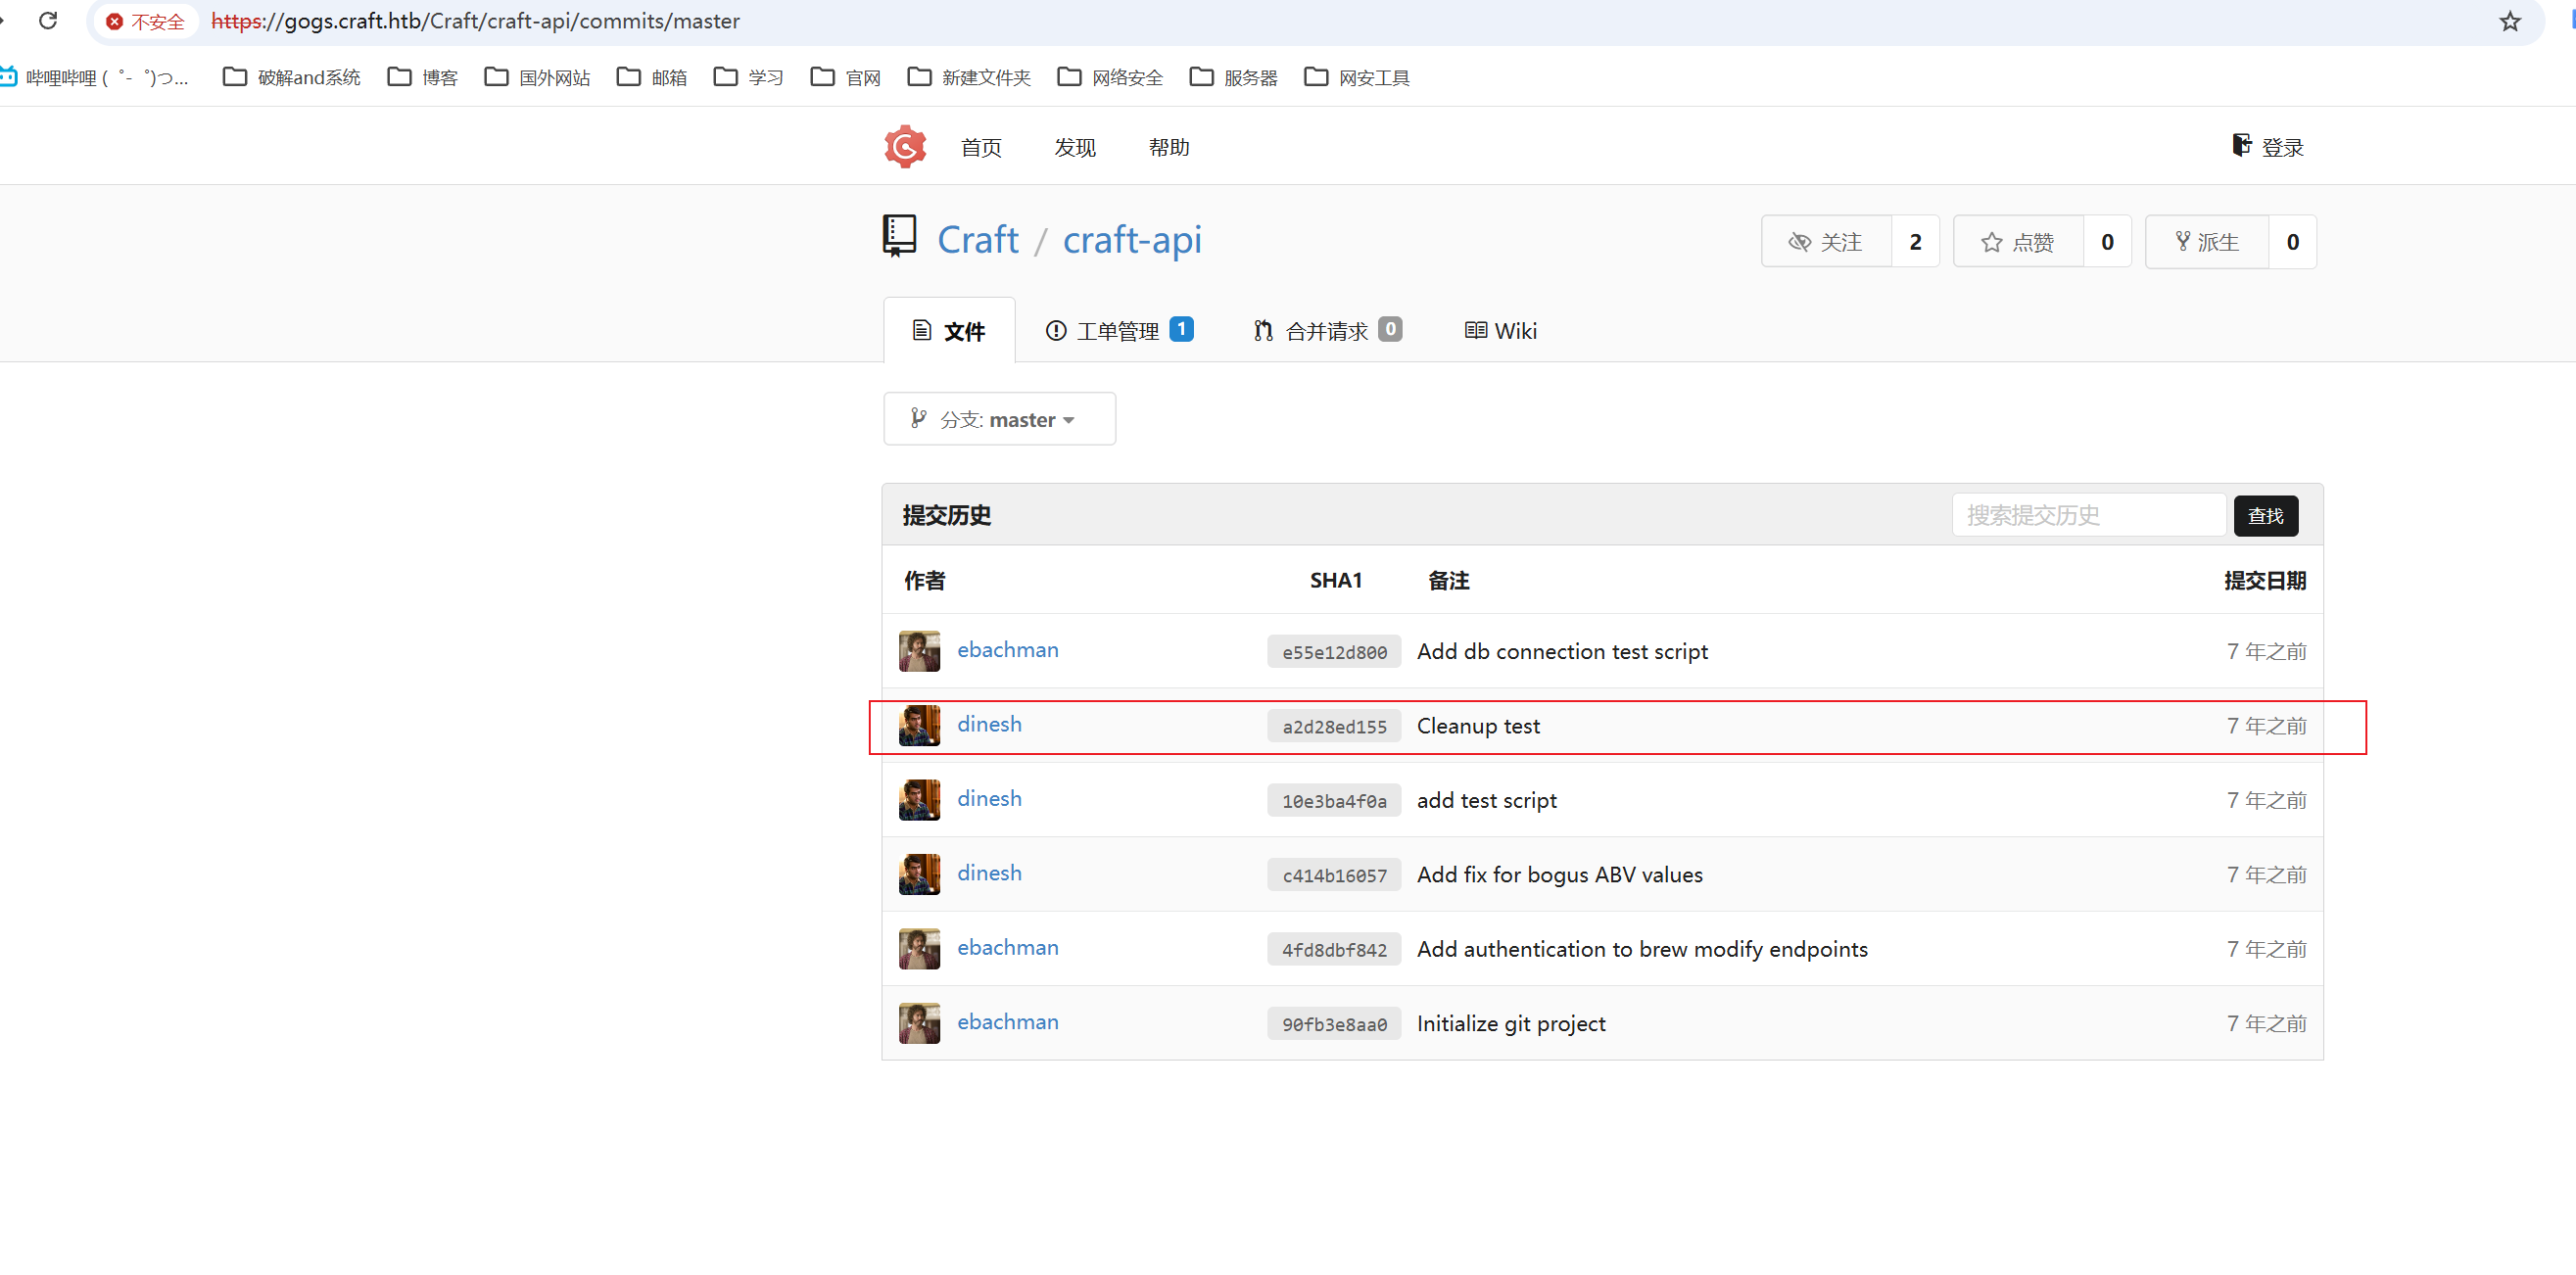 不安全 https://gogs.craft.htb/Craft/craft-api/commits/master
哔哩哔哩 (゜-゜)つ... 破解and系统 博客 国外网站 邮箱 学习 官网 新建文件夹 网络安全 服务器 网安工具
首页 发现 帮助 登录
Craft / craft-api 关注 2 点赞 0 派生 0
文件 工单管理 1 合并请求 0 Wiki
分支: master
提交历史 搜索提交历史 查找
作者 SHA1 备注 提交日期
ebachman e55e12d800 Add db connection test script 7 年之前
dinesh a2d28ed155 Cleanup test 7 年之前
dinesh 10e3ba4f0a add test script 7 年之前
dinesh c414b16057 Add fix for bogus ABV values 7 年之前
ebachman 4fd8dbf842 Add authentication to brew modify endpoints 7 年之前
ebachman 90fb3e8aa0 Initialize git project 7 年之前